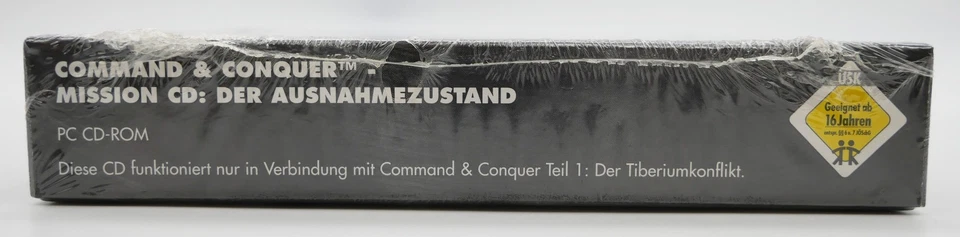 COMMAND & CONQUER™ -
MISSION CD: DER AUSNAHMEZUSTAND
PC CD-ROM
Diese CD funktioniert nur in Verbindung mit Command & Conquer Teil 1: Der Tiberiumkonflikt.
USK
Geeignet ab
16 Jahren